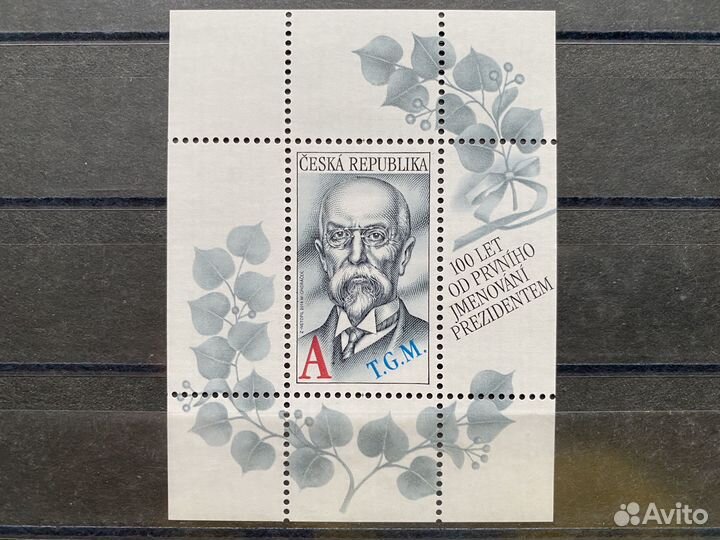 ČESKÁ REPUBLIKA
100 LET
OD PRVNÍHO
JMENOVÁNÍ
PREZIDENTEM
A
T.G.M.
Avito